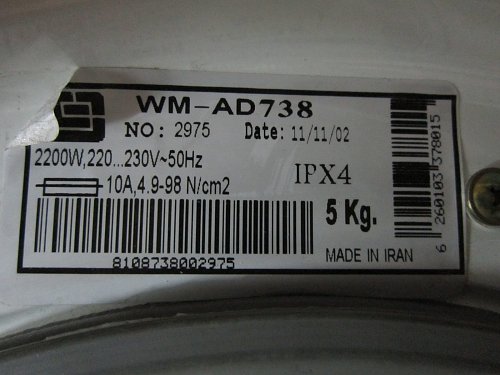 WM-AD738
NO: 2975 Date: 11/11/02
2200W,220...230V~50Hz
10A,4.9-98 N/cm2
IPX4
5 Kg.
MADE IN IRAN
8108738002975
6 260103 378015